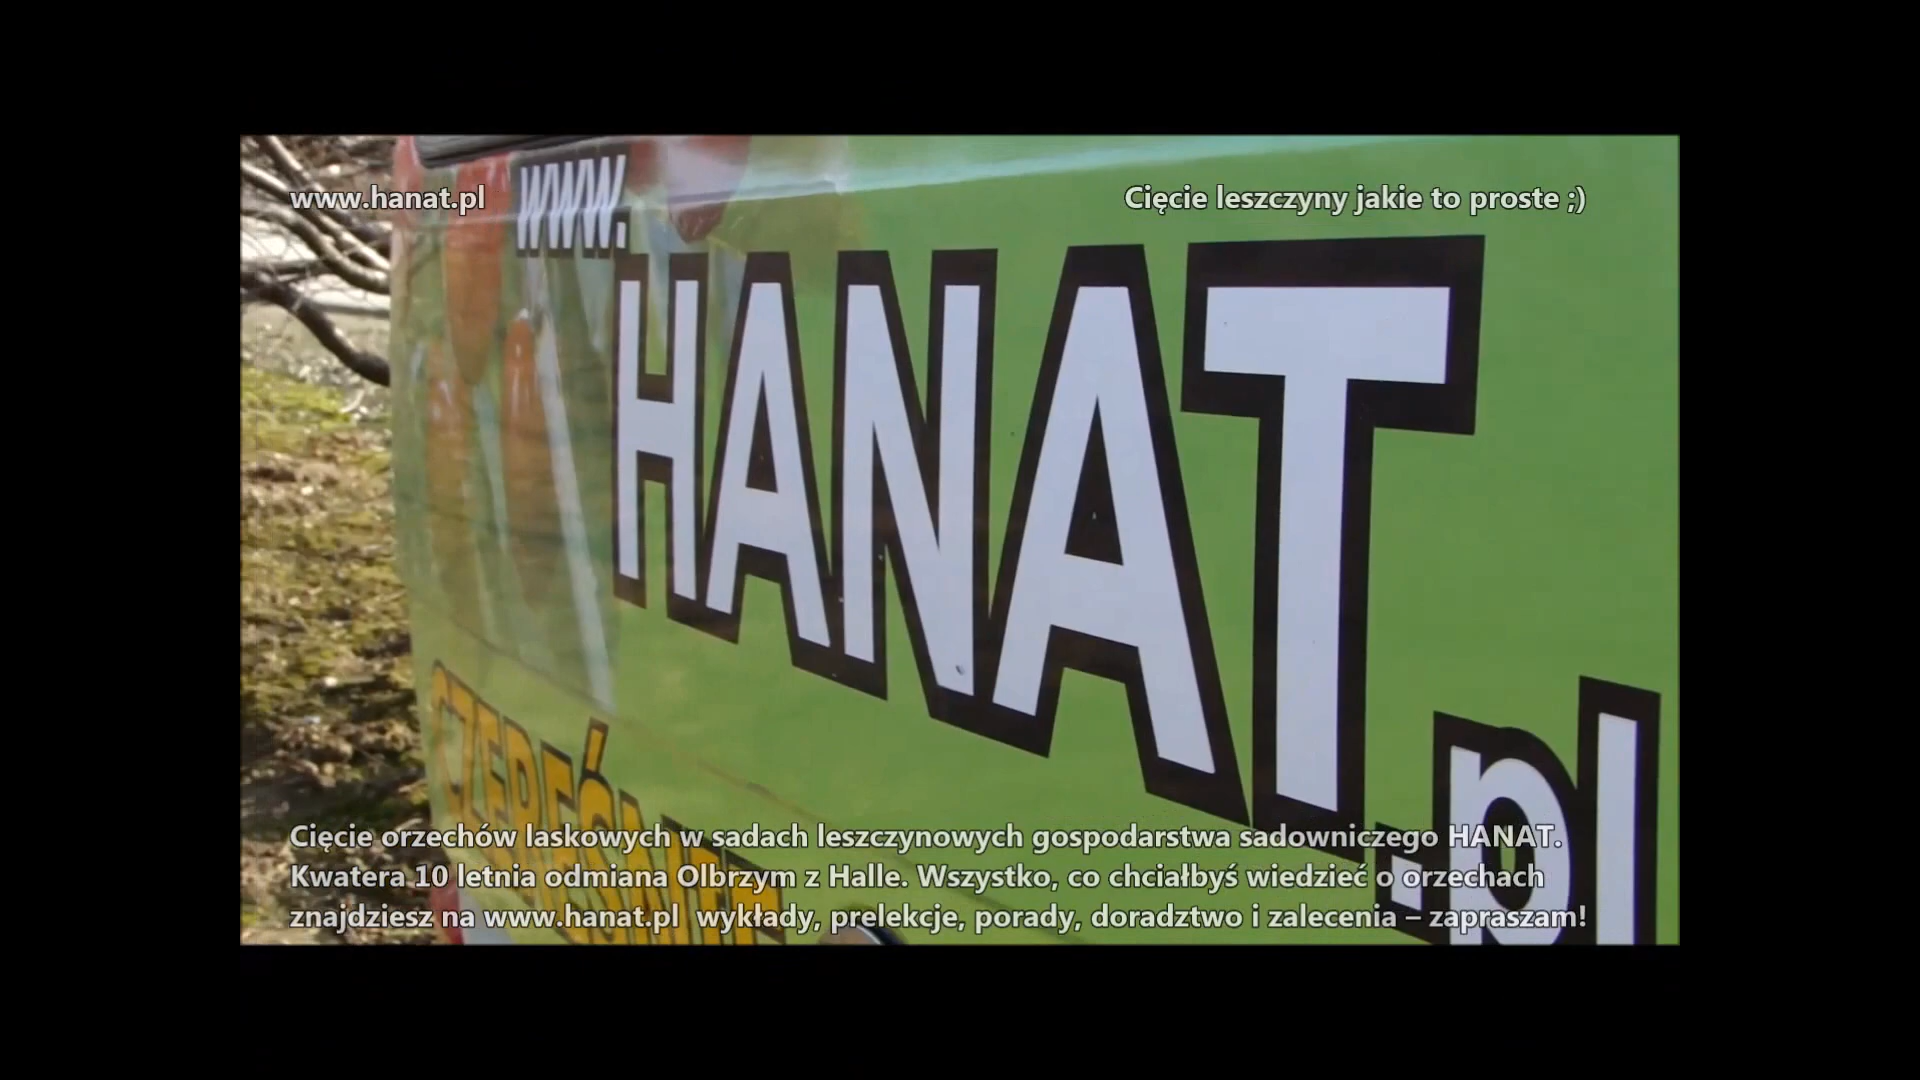 www.hanat.pl
Cięcie leszczyny jakie to proste ;)
www.
HANAT
.pl
Cięcie orzechów laskowych w sadach leszczynowych gospodarstwa sadowniczego HANAT.
Kwatera 10 letnia odmiana Olbrzym z Halle. Wszystko, co chciałbyś wiedzieć o orzechach
znajdziesz na www.hanat.pl  wykłady, prelekcje, porady, doradztwo i zalecenia – zapraszam!